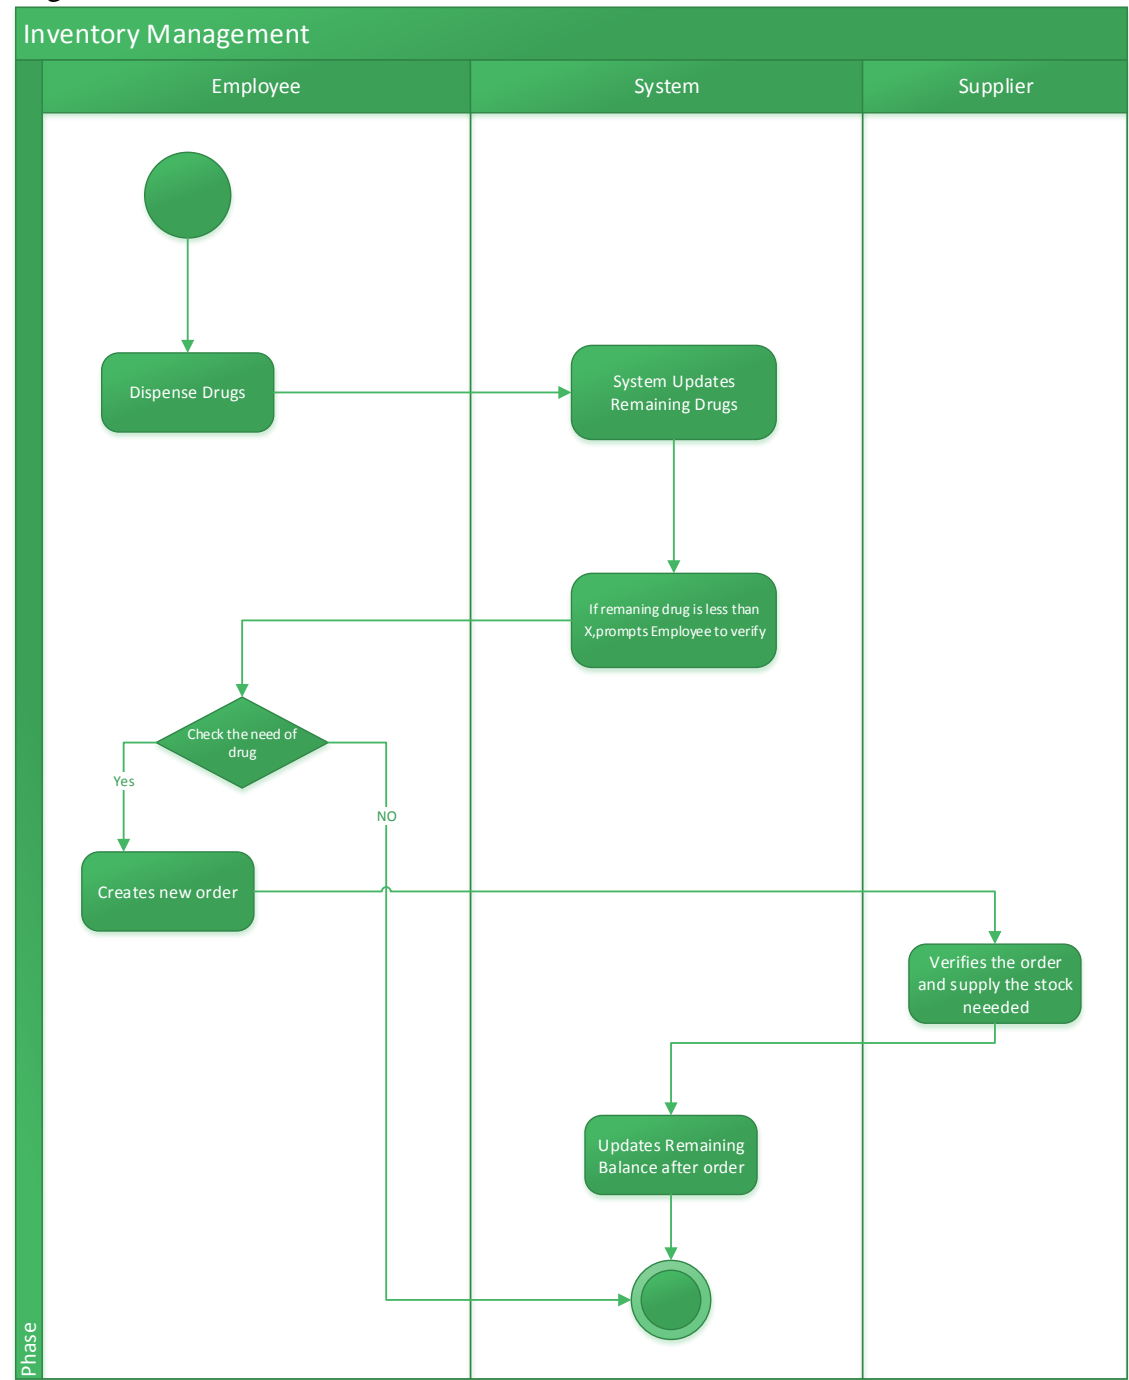 Inventory Management
Employee
System
Supplier
Dispense Drugs
System Updates
Remaining Drugs
If remaning drug is less than
X,prompts Employee to verify
Check the need of
drug
Yes
NO
Creates new order
Verifies the order
and supply the stock
neeeded
Updates Remaining
Balance after order
Phase